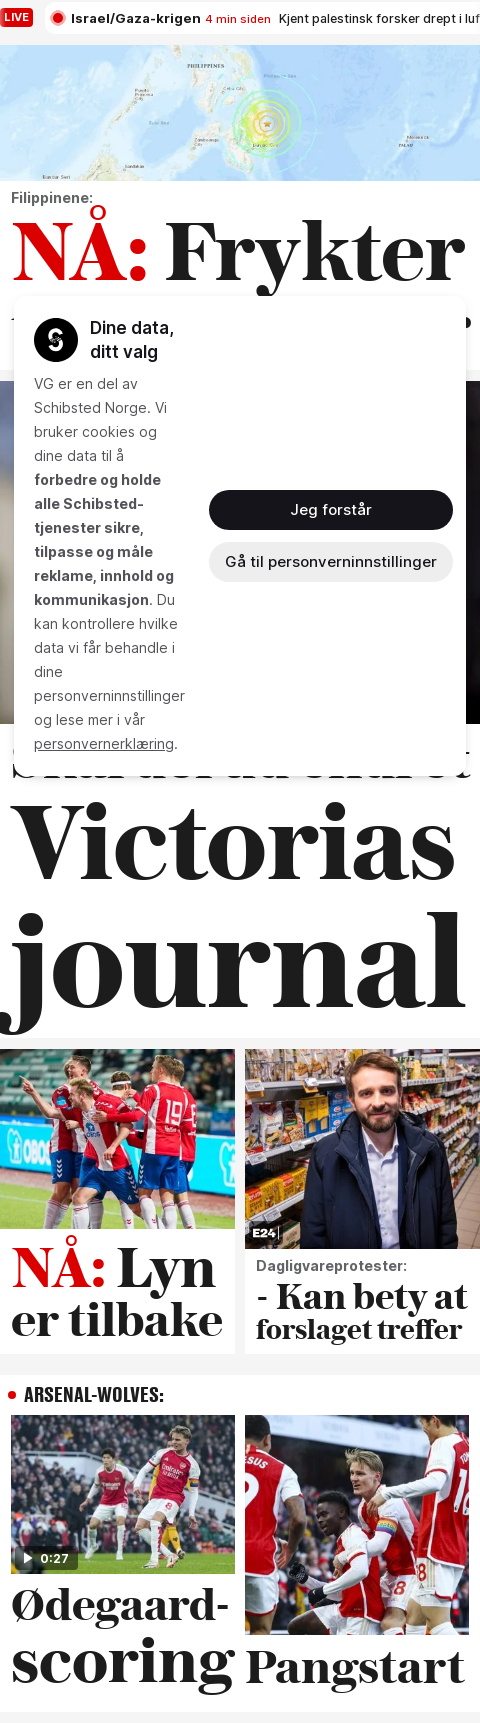 LIVE
Israel/Gaza-krigen 4 min siden Kjent palestinsk forsker drept i luf
PHILIPPINES
Filippinene:
NÅ: Frykter
Dine data,
ditt valg
VG er en del av
Schibsted Norge. Vi
bruker cookies og
dine data til å
forbedre og holde
alle Schibsted-
tjenester sikre,
tilpasse og måle
reklame, innhold og
kommunikasjon. Du
kan kontrollere hvilke
data vi får behandle i
dine
personverninnstillinger
og lese mer i vår
personvernerklæring.
Jeg forstår
Gå til personverninnstillinger
Victorias
journal
OBOS
19
NÅ: Lyn
er tilbake
E24
Dagligvareprotester:
- Kan bety at
forslaget treffer
ARSENAL-WOLVES:
0:27
Ødegaard-
scoring
8
Pangstart